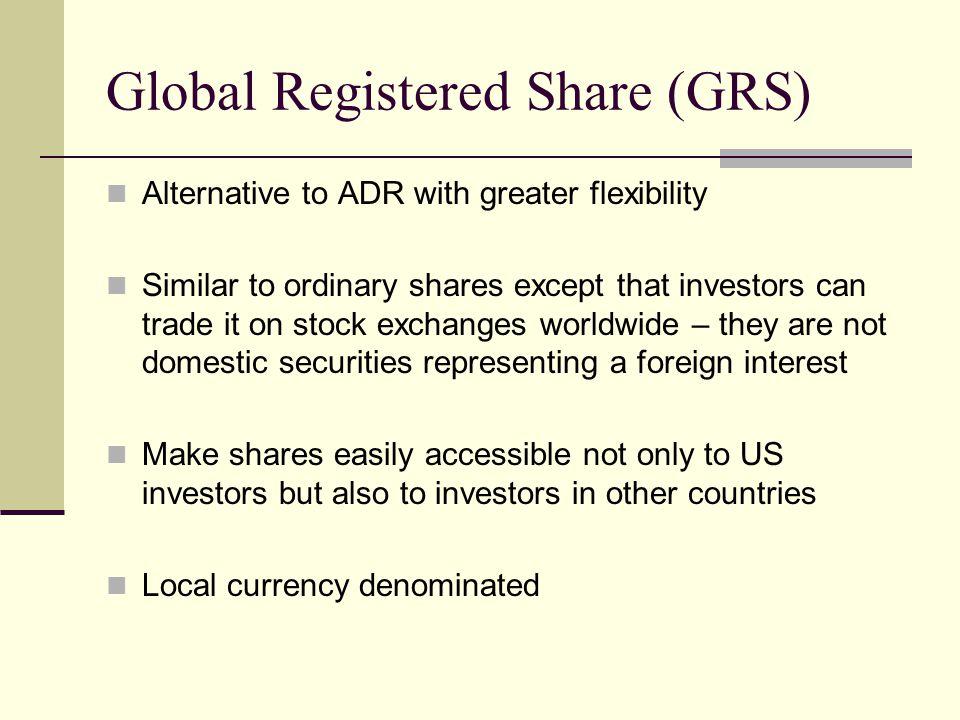 Global Registered Share (GRS)
Alternative to ADR with greater flexibility
Similar to ordinary shares except that investors can
trade it on stock exchanges worldwide – they are not
domestic securities representing a foreign interest
Make shares easily accessible not only to US
investors but also to investors in other countries
Local currency denominated